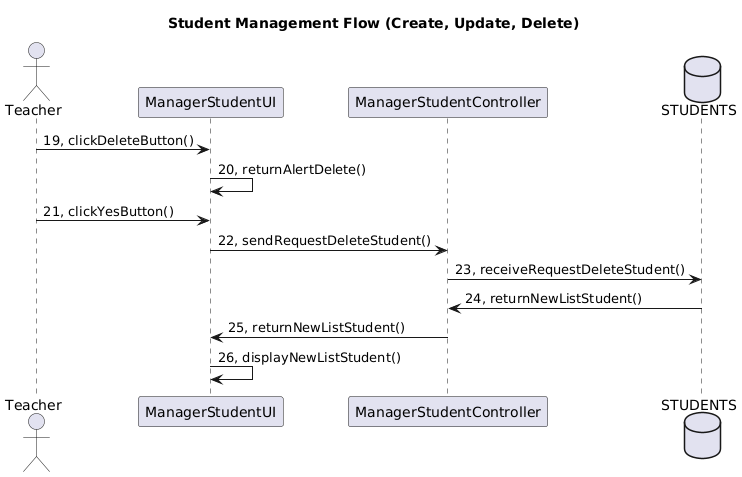 Student Management Flow (Create, Update, Delete)
Teacher
ManagerStudentUI
ManagerStudentController
STUDENTS
19, clickDeleteButton()
20, returnAlertDelete()
21, clickYesButton()
22, sendRequestDeleteStudent()
23, receiveRequestDeleteStudent()
24, returnNewListStudent()
25, returnNewListStudent()
26, displayNewListStudent()
Teacher
ManagerStudentUI
ManagerStudentController
STUDENTS